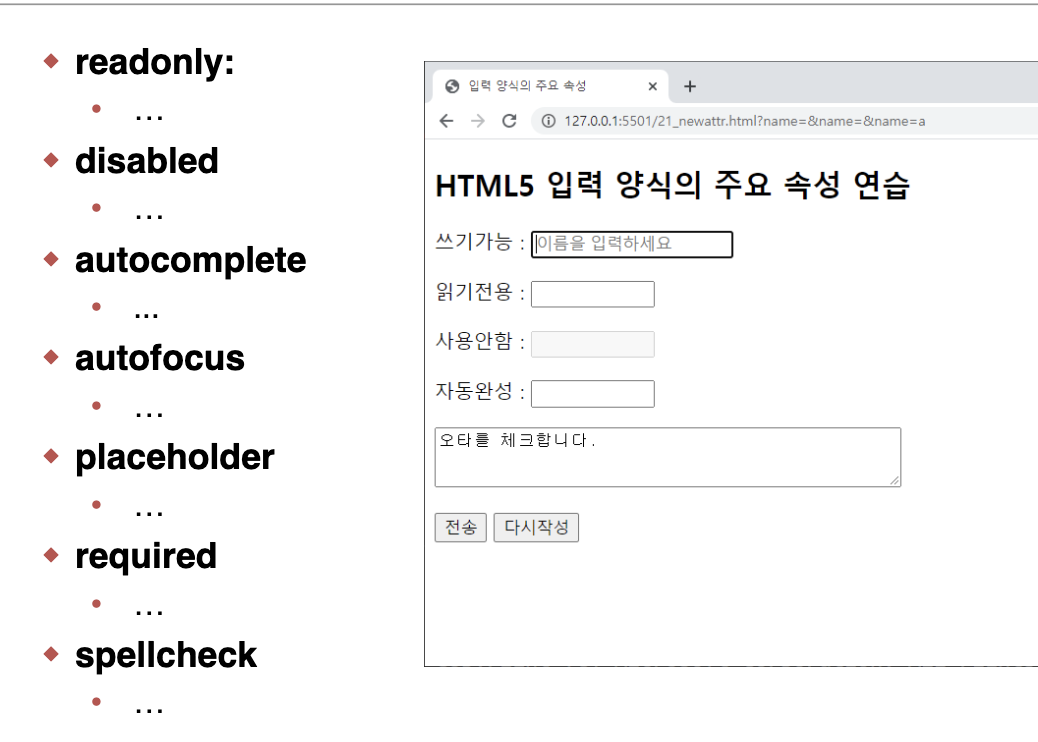 readonly:
…
disabled
…
autocomplete
...
autofocus
…
placeholder
…
required
…
spellcheck
…
입력 양식의 주요 속성
127.0.0.1:5501/21_newattr.html?name=&name=&name=a
HTML5 입력 양식의 주요 속성 연습
쓰기가능 : 이름을 입력하세요
읽기전용 :
사용안함 :
자동완성 :
오타를 체크합니다.
전송 다시작성